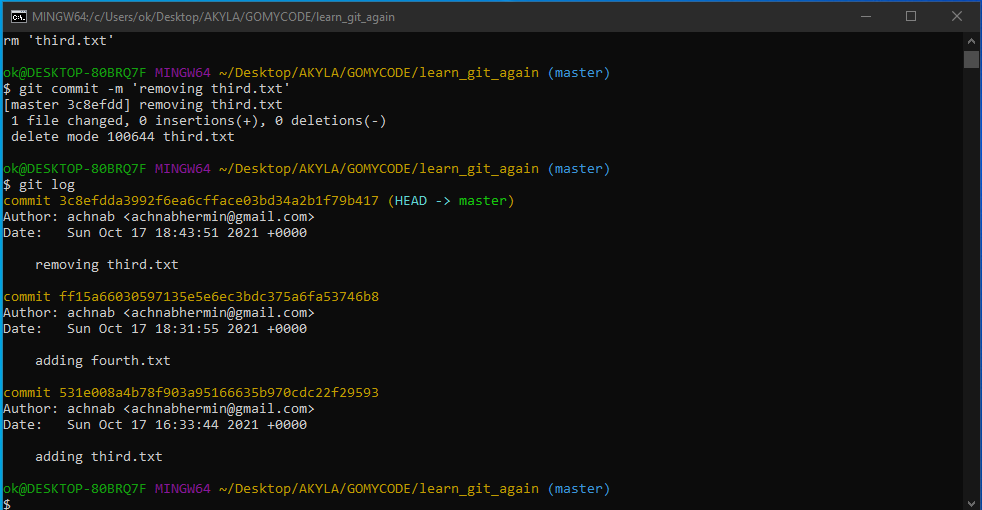 MINGW64:/c/Users/ok/Desktop/AKYLA/GOMYCODE/learn_git_again
rm 'third.txt'
ok@DESKTOP-80BRQ7F MINGW64 ~/Desktop/AKYLA/GOMYCODE/learn_git_again (master)
$ git commit -m 'removing third.txt'
[master 3c8efdd] removing third.txt
 1 file changed, 0 insertions(+), 0 deletions(-)
 delete mode 100644 third.txt
ok@DESKTOP-80BRQ7F MINGW64 ~/Desktop/AKYLA/GOMYCODE/learn_git_again (master)
$ git log
commit 3c8efdda3992f6ea6cfface03bd34a2b1f79b417 (HEAD -> master)
Author: achnab <achnabhermin@gmail.com>
Date:   Sun Oct 17 18:43:51 2021 +0000
    removing third.txt
commit ff15a66030597135e5e6ec3bdc375a6fa53746b8
Author: achnab <achnabhermin@gmail.com>
Date:   Sun Oct 17 18:31:55 2021 +0000
    adding fourth.txt
commit 531e008a4b78f903a95166635b970cdc22f29593
Author: achnab <achnabhermin@gmail.com>
Date:   Sun Oct 17 16:33:44 2021 +0000
    adding third.txt
ok@DESKTOP-80BRQ7F MINGW64 ~/Desktop/AKYLA/GOMYCODE/learn_git_again (master)
$